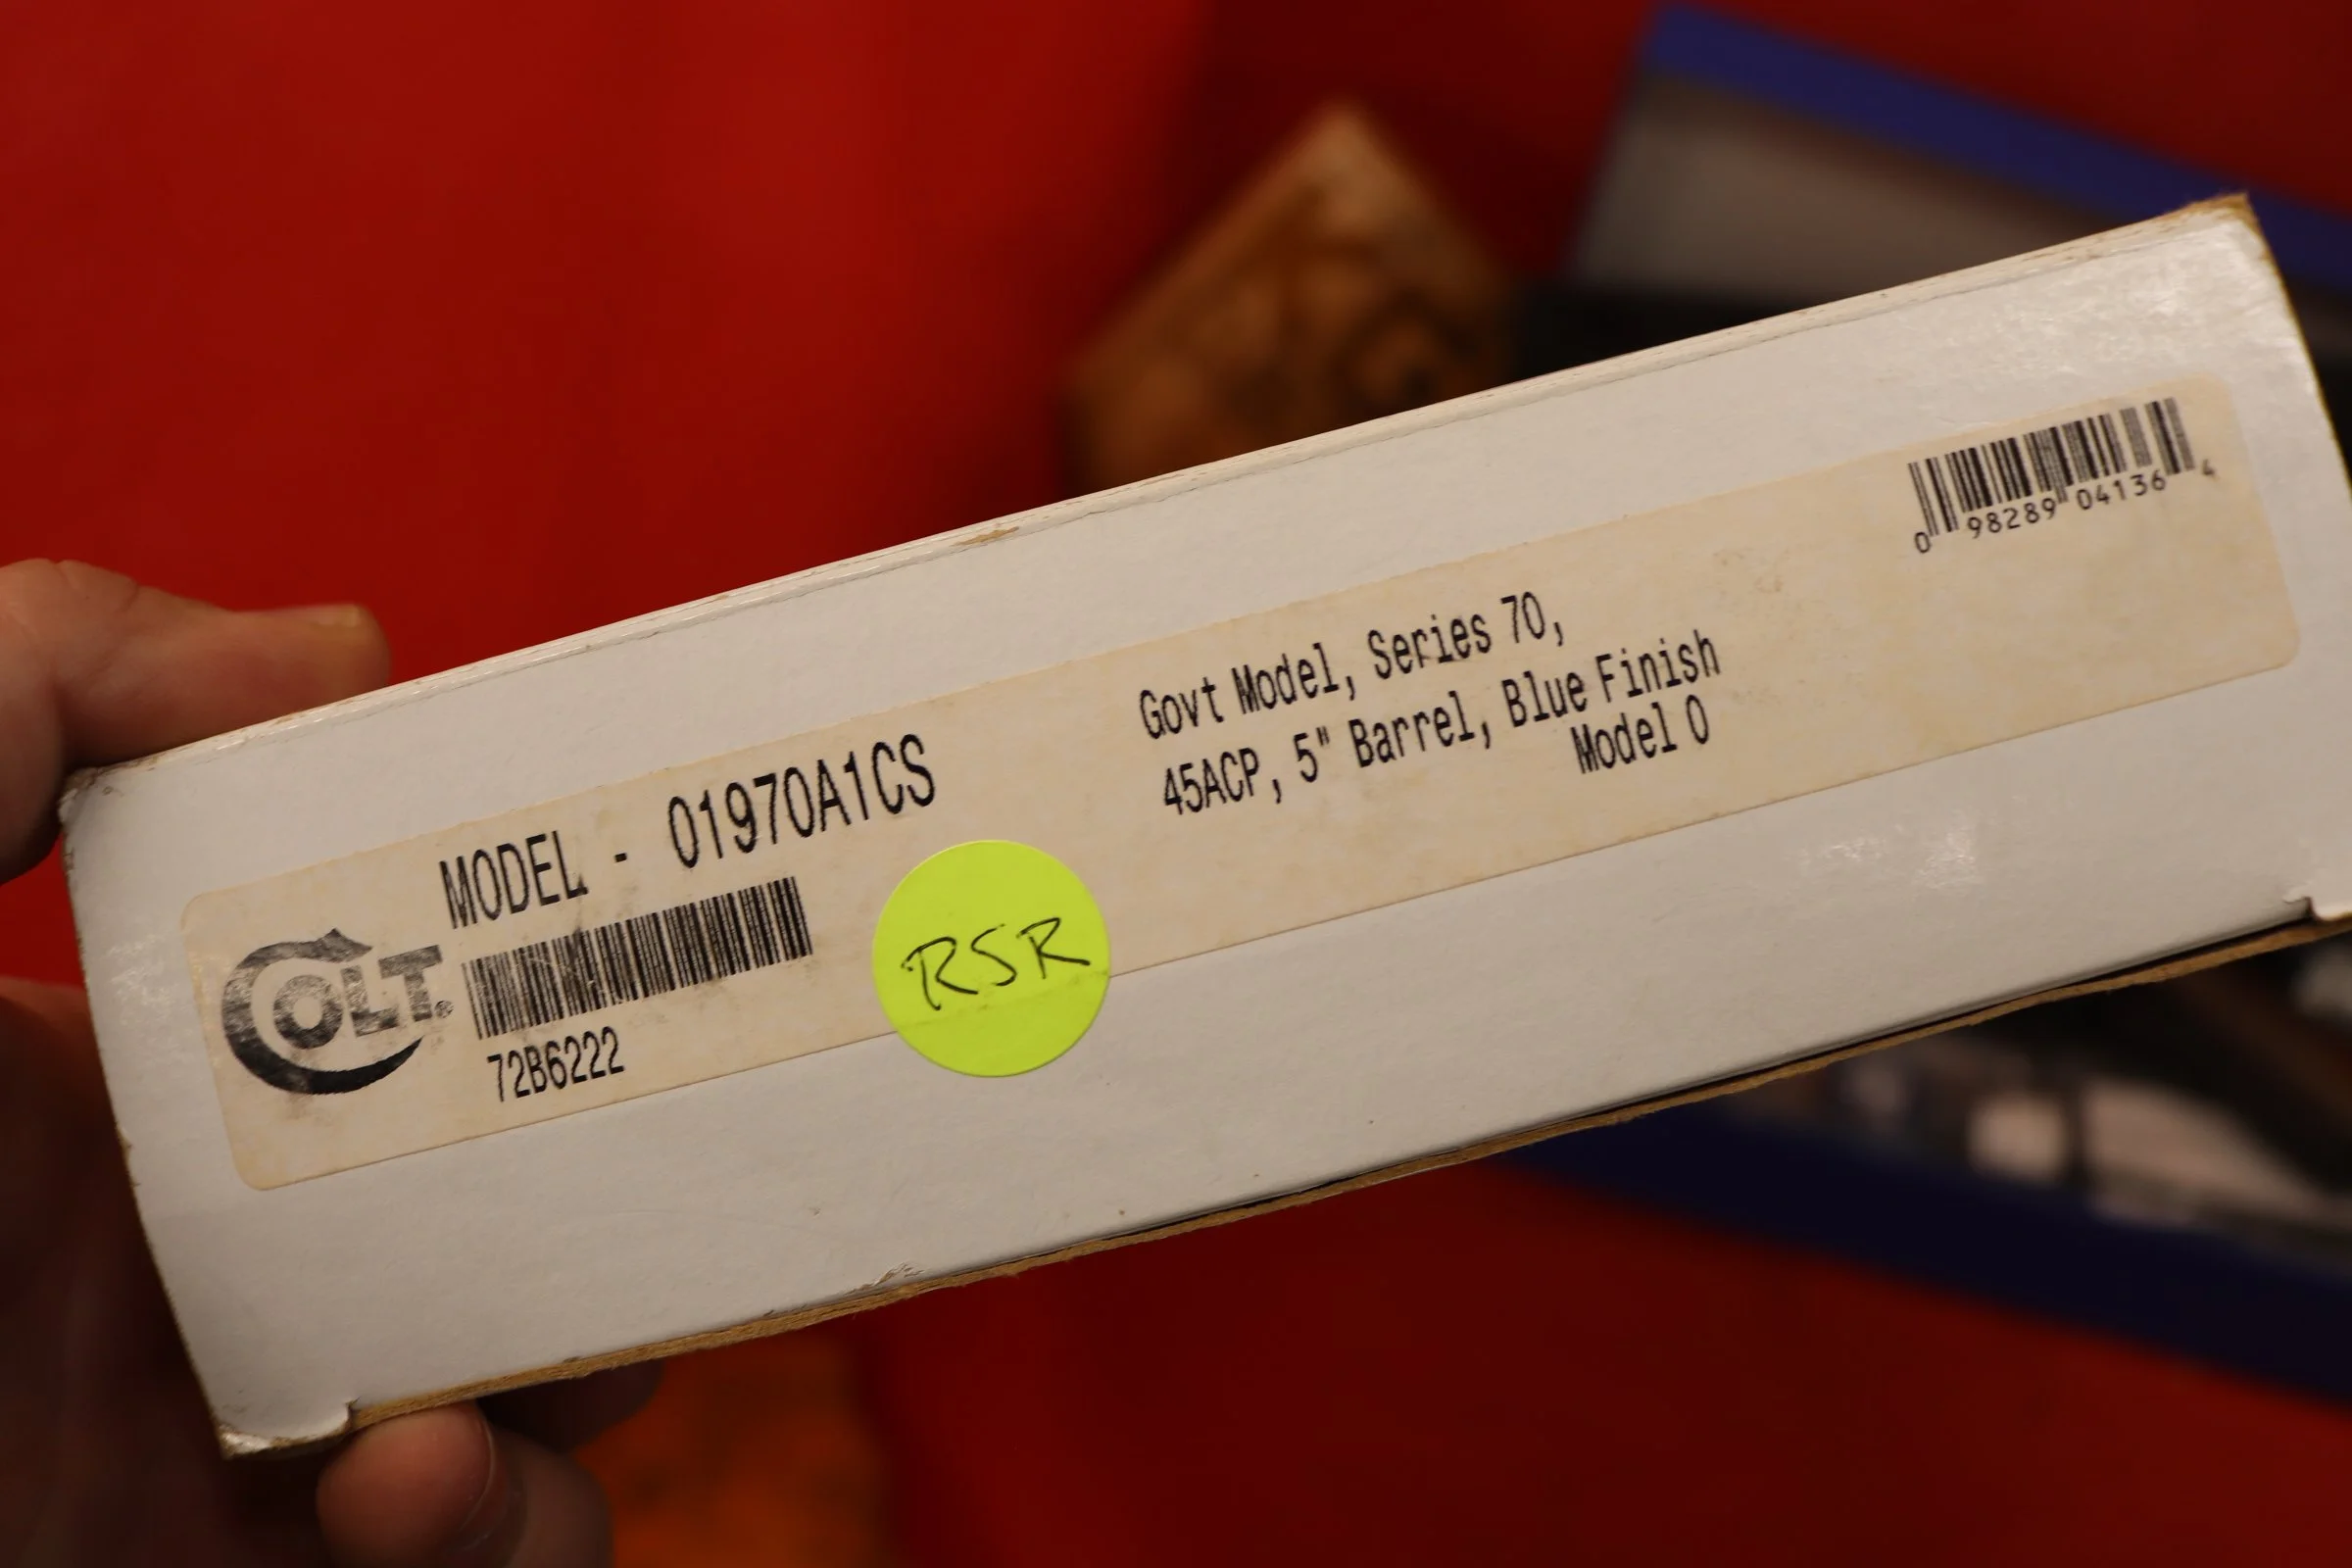 COLT®
MODEL - 01970A1CS
72B6222
RSR
Govt Model, Series 70,
45ACP, 5" Barrel, Blue Finish
Model O
0 98289 04136 4